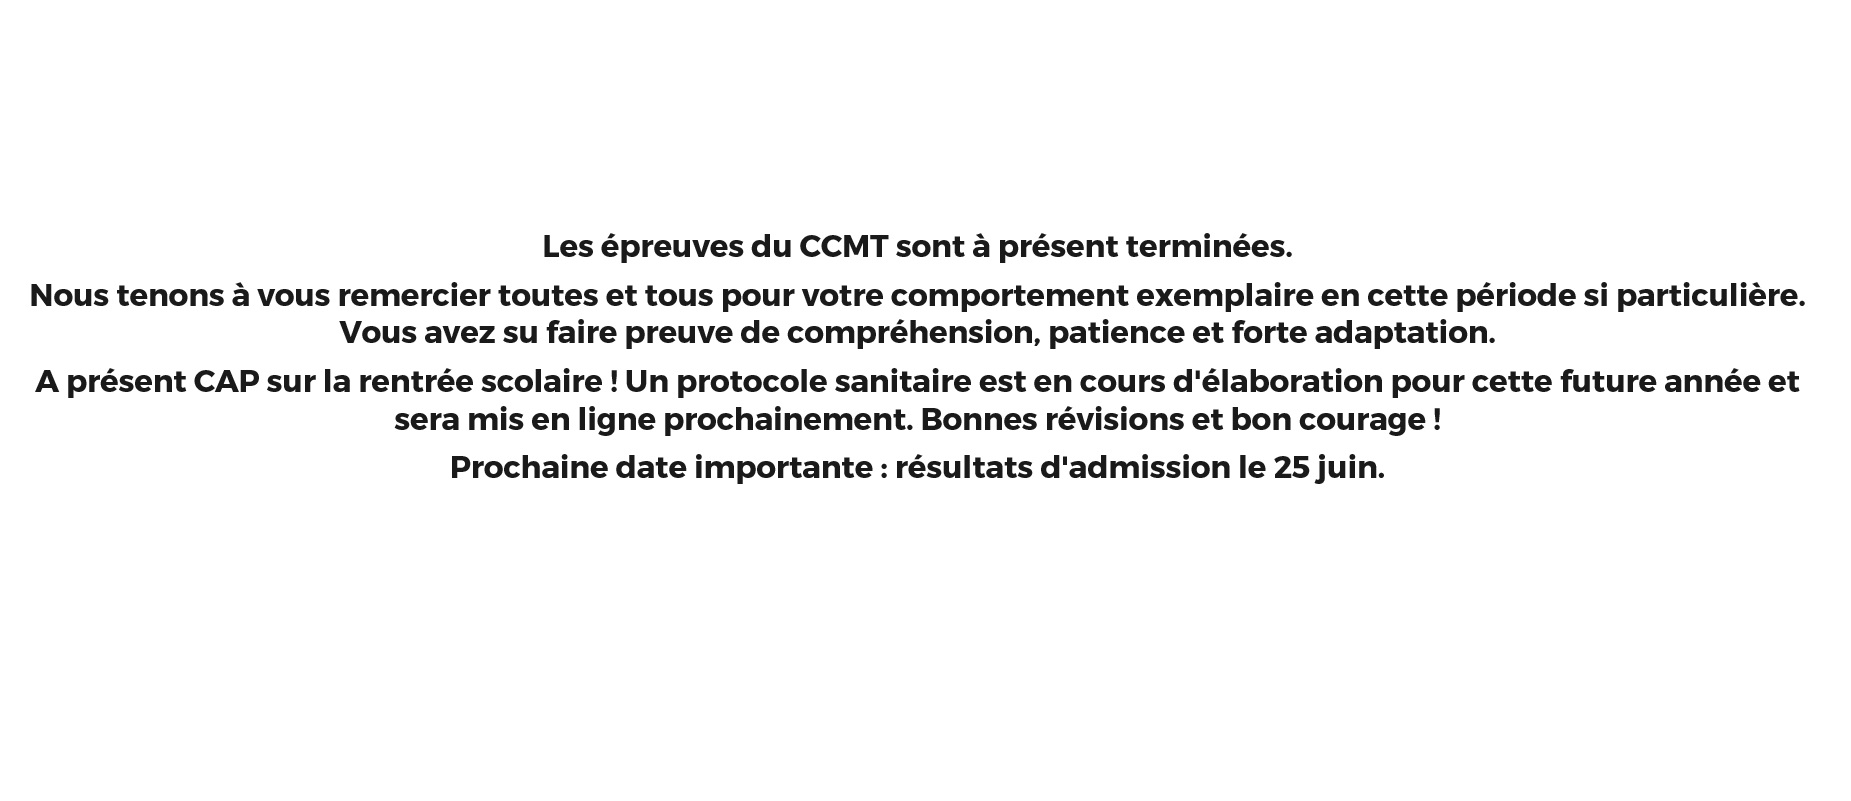 Les épreuves du CCMT sont à présent terminées.
Nous tenons à vous remercier toutes et tous pour votre comportement exemplaire en cette période si particulière.
Vous avez su faire preuve de compréhension, patience et forte adaptation.
A présent CAP sur la rentrée scolaire ! Un protocole sanitaire est en cours d'élaboration pour cette future année et
sera mis en ligne prochainement. Bonnes révisions et bon courage !
Prochaine date importante : résultats d'admission le 25 juin.